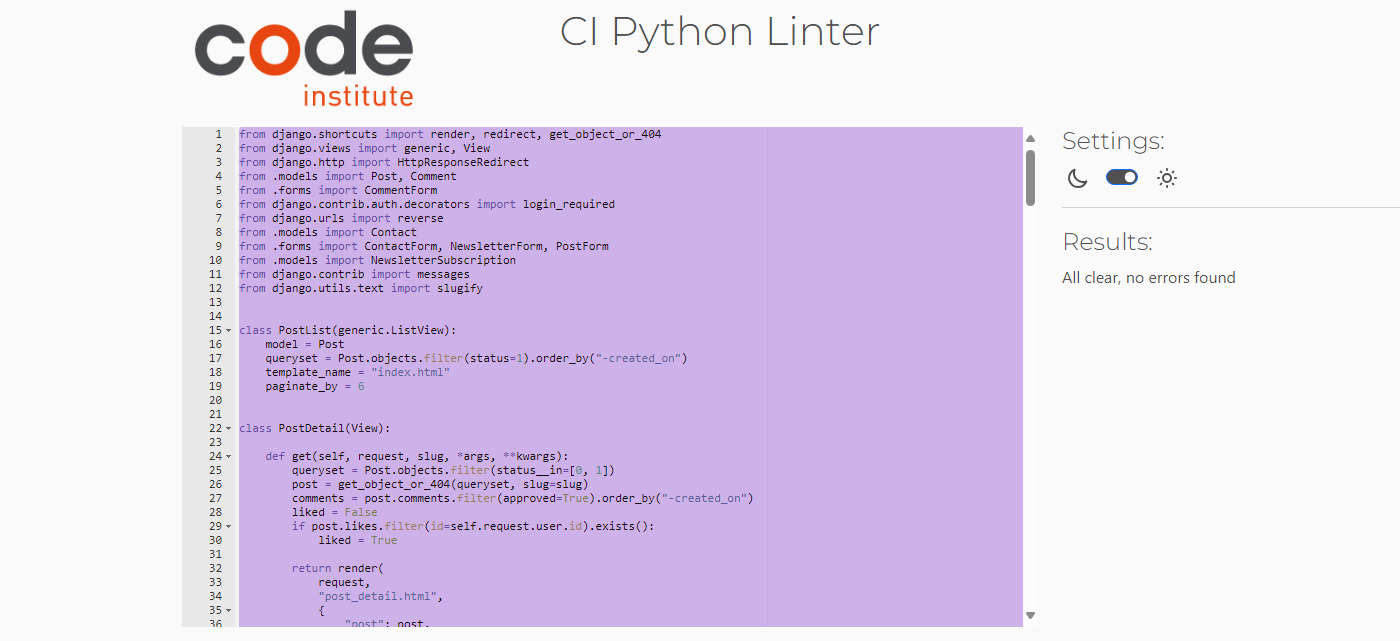 code
institute
CI Python Linter
1 from django.shortcuts import render, redirect, get_object_or_404
2 from django.views import generic, View
3 from django.http import HttpResponseRedirect
4 from .models import Post, Comment
5 from .forms import CommentForm
6 from django.contrib.auth.decorators import login_required
7 from django.urls import reverse
8 from .models import Contact
9 from .forms import ContactForm, NewsletterForm, PostForm
10 from .models import NewsletterSubscription
11 from django.contrib import messages
12 from django.utils.text import slugify
13
14
15 class PostList(generic.ListView):
16     model = Post
17     queryset = Post.objects.filter(status=1).order_by("-created_on")
18     template_name = "index.html"
19     paginate_by = 6
20
21
22 class PostDetail(View):
23
24     def get(self, request, slug, *args, **kwargs):
25         queryset = Post.objects.filter(status__in=[0, 1])
26         post = get_object_or_404(queryset, slug=slug)
27         comments = post.comments.filter(approved=True).order_by("-created_on")
28         liked = False
29         if post.likes.filter(id=self.request.user.id).exists():
30             liked = True
31
32         return render(
33             request,
34             "post_detail.html",
35             {
36                 "post": post,
Settings:
Results:
All clear, no errors found